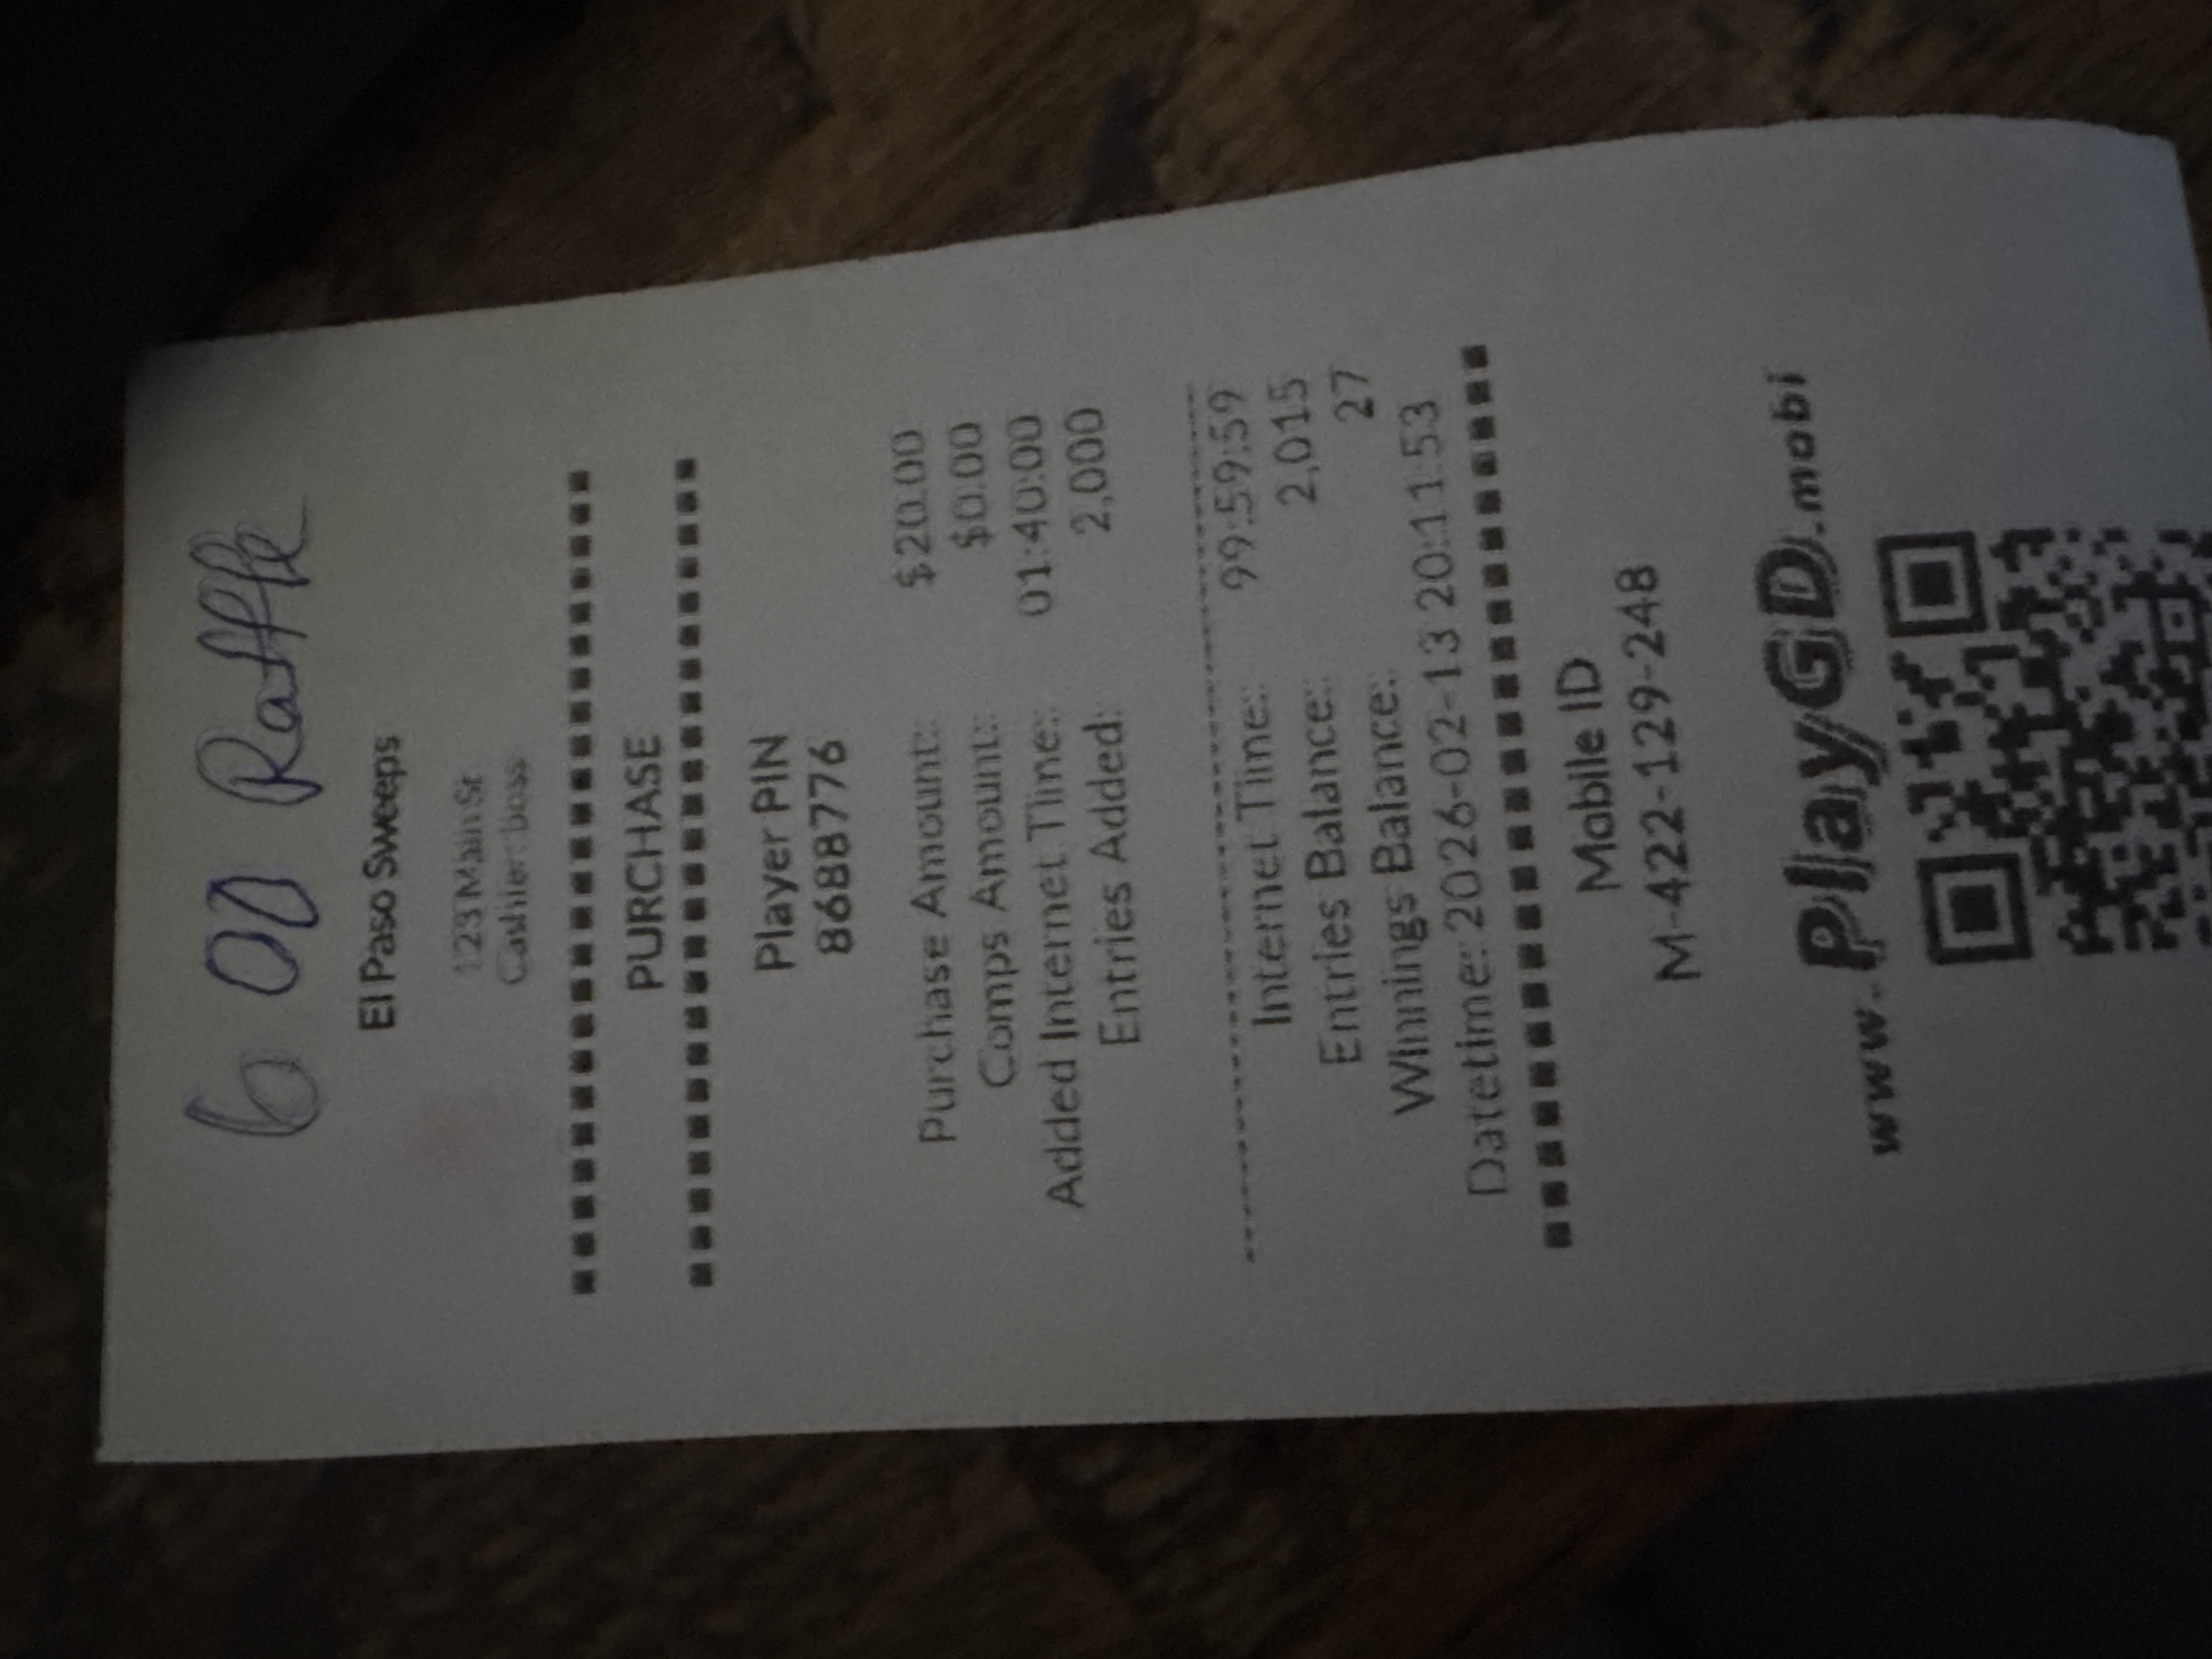 6 00 Raffle
El Paso Sweeps
123 Main St
Cashier: boss
PURCHASE
Player PIN
86887776
Purchase Amount: $20.00
Comps Amount: $0.00
Added Internet Time: 01:40:00
Entries Added: 2,000
Internet Time: 99:59:59
Entries Balance: 2,015
Winnings Balance: 27
Datetime: 2026-02-13 20:11:53
Mobile ID
M-422-129-248
www.PlayGD.mobi